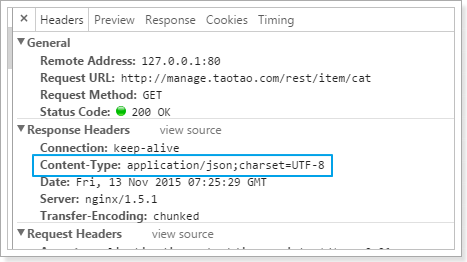 × Headers Preview Response Cookies Timing
▼ General
Remote Address: 127.0.0.1:80
Request URL: http://manage.taotao.com/rest/item/cat
Request Method: GET
Status Code: 200 OK
▼ Response Headers view source
Connection: keep-alive
Content-Type: application/json;charset=UTF-8
Date: Fri, 13 Nov 2015 07:25:29 GMT
Server: nginx/1.5.1
Transfer-Encoding: chunked
▼ Request Headers view source